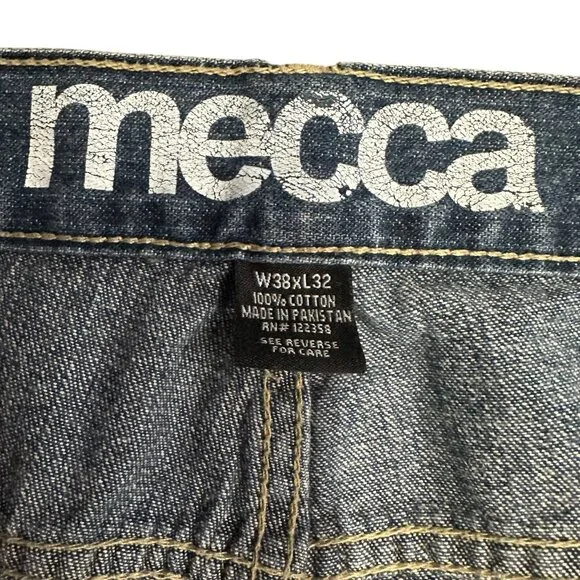 mecca
W38xL32
100% COTTON
MADE IN PAKISTAN
RN# 122358
SEE REVERSE
FOR CARE